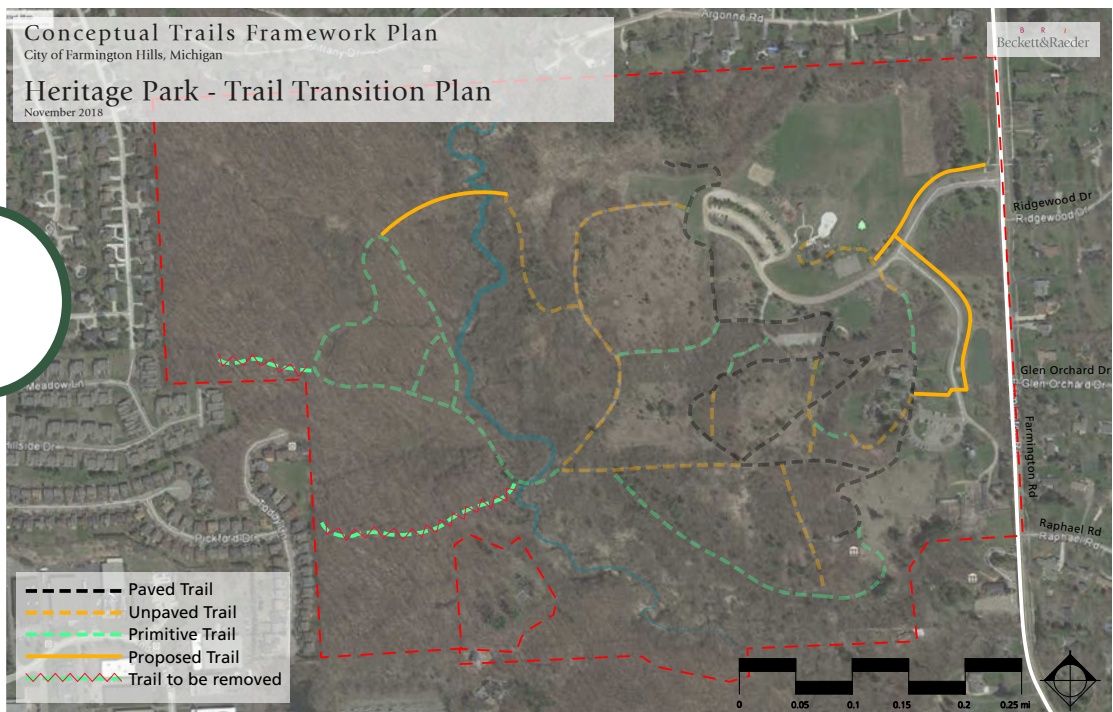 Conceptual Trails Framework Plan
City of Farmington Hills, Michigan
Heritage Park - Trail Transition Plan
November 2018
B R i
Beckett&Raeder
Argonne Rd
Ridgewood Dr
Ridgewood Dr
Glen Orchard Dr
Glen Orchard Dr
Farmington Rd
Raphael Rd
Raphael Rd
Meadow Ln
Hillside Dr
Pickford Dr
Paved Trail
Unpaved Trail
Primitive Trail
Proposed Trail
Trail to be removed
0 0.05 0.1 0.15 0.2 0.25 mi